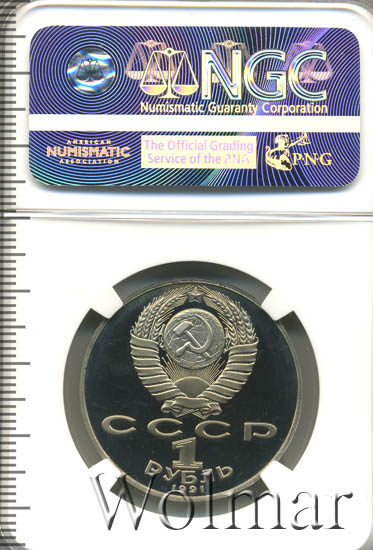 NGC
Numismatic Guaranty Corporation
AMERICAN
NUMISMATIC
ASSOCIATION
The Official Grading
Service of the PNG
PNG
СССР
1
РУБЛЬ
1991
Wolmar